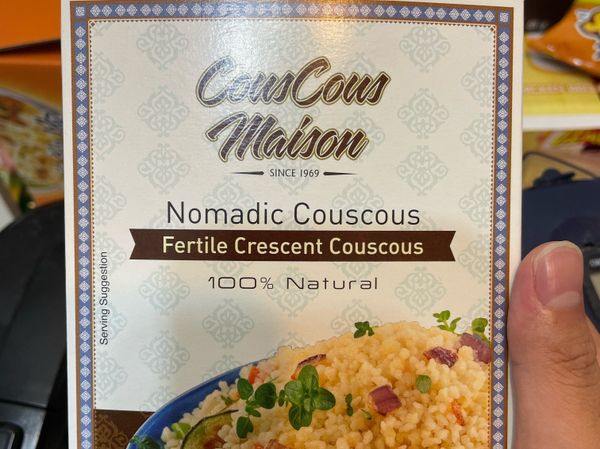 CousCous
Maison
SINCE 1969
Nomadic Couscous
Fertile Crescent Couscous
100% Natural
Serving Suggestion